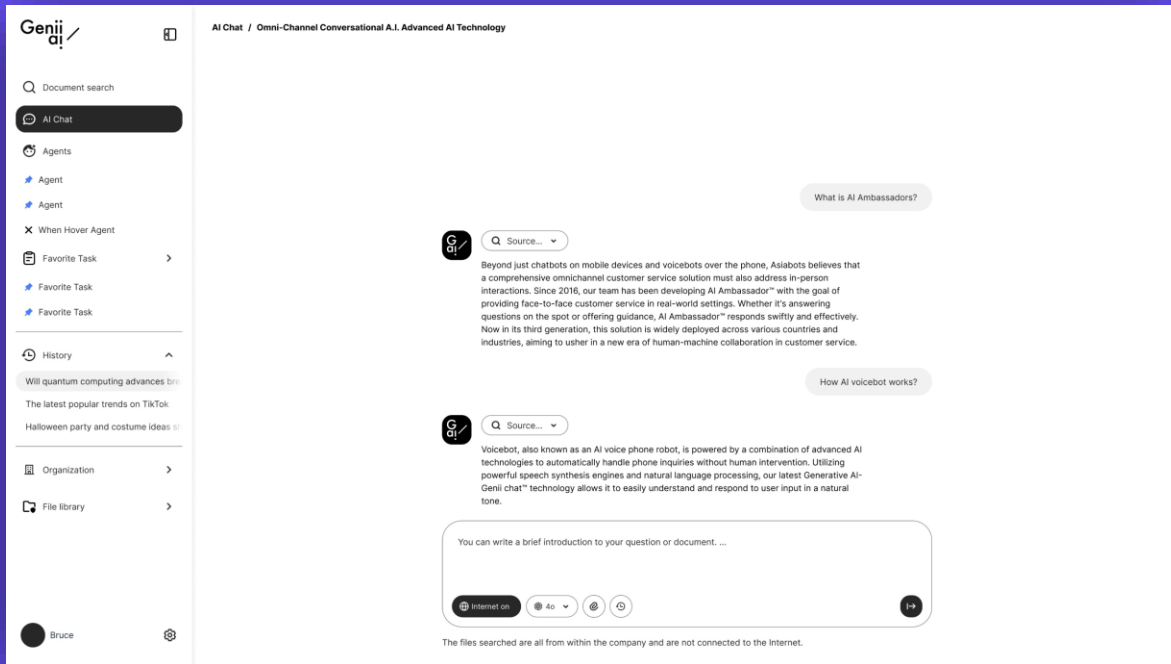 Genii
ai
AI Chat / Omni-Channel Conversational A.I. Advanced AI Technology
Document search
AI Chat
Agents
Agent
Agent
When Hover Agent
Favorite Task
Favorite Task
Favorite Task
History
Will quantum computing advances bre
The latest popular trends on TikTok
Halloween party and costume ideas s
Organization
File library
Bruce
What is AI Ambassadors?
G
ai
Source...
Beyond just chatbots on mobile devices and voicebots over the phone, Asiabots believes that
a comprehensive omnichannel customer service solution must also address in-person
interactions. Since 2016, our team has been developing AI Ambassador™ with the goal of
providing face-to-face customer service in real-world settings. Whether it's answering
questions on the spot or offering guidance, AI Ambassador™ responds swiftly and effectively.
Now in its third generation, this solution is widely deployed across various countries and
industries, aiming to usher in a new era of human-machine collaboration in customer service.
How AI voicebot works?
G
ai
Source...
Voicebot, also known as an AI voice phone robot, is powered by a combination of advanced AI
technologies to automatically handle phone inquiries without human intervention. Utilizing
powerful speech synthesis engines and natural language processing, our latest Generative AI-
Genii chat™ technology allows it to easily understand and respond to user input in a natural
tone.
You can write a brief introduction to your question or document. ...
Internet on
4o
The files searched are all from within the company and are not connected to the Internet.